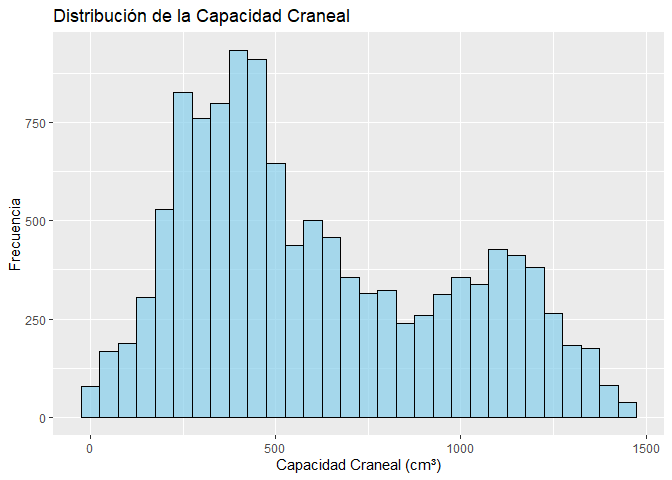 Distribución de la Capacidad Craneal
Frecuencia
750
500
250
0
0 500 1000 1500
Capacidad Craneal (cm³)